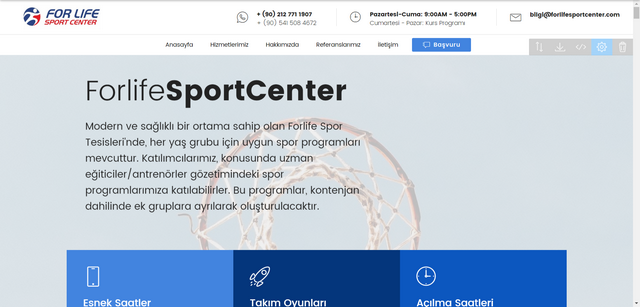 FOR LIFE
SPORT CENTER
+ (90) 212 771 1907
+ (90) 541 508 4672
Pazartesi-Cuma: 9:00AM - 5:00PM
Cumartesi - Pazar: Kurs Programı
bilgi@forlifesportcenter.com
Anasayfa Hizmetlerimiz Hakkımızda Referanslarımız İletişim Başvuru
ForlifeSportCenter
Modern ve sağlıklı bir ortama sahip olan Forlife Spor
Tesisleri'nde, her yaş grubu için uygun spor programları
mevcuttur. Katılımcılarımız, konusunda uzman
eğiticiler/antrenörler gözetimindeki spor
programlarımıza katılabilirler. Bu programlar, kontenjan
dahilinde ek gruplara ayrılarak oluşturulacaktır.
Esnek Saatler
Takım Oyunları
Açılma Saatleri